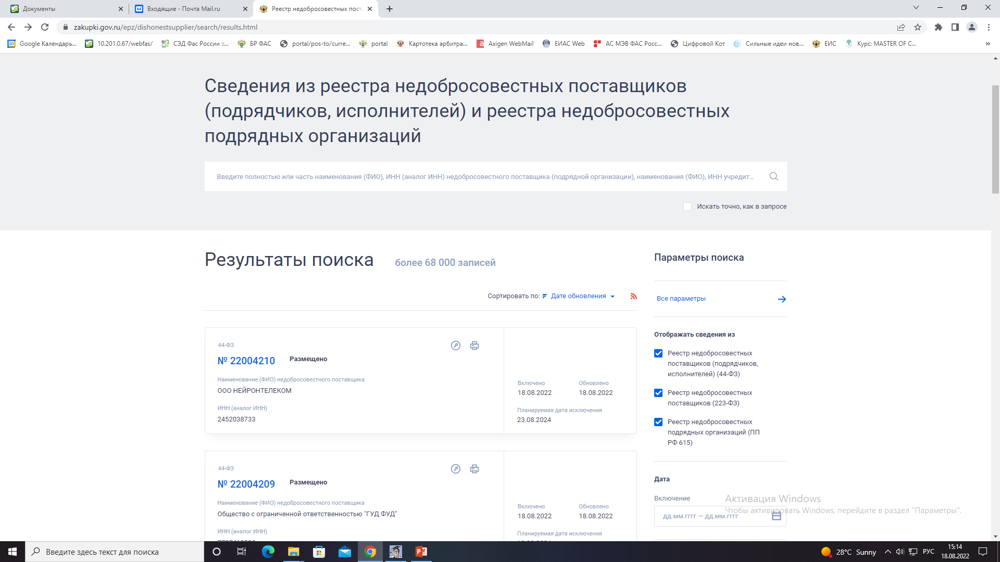 Документы
Входящие - Почта Mail.ru
Реестр недобросовестных пост
zakupki.gov.ru/epz/dishonestsupplier/search/results.html
Google Календарь...
10.201.0.67/webfas/
СЭД Фас России ::...
БР ФАС
portal/pos-to/curre...
portal
Картотека арбитра...
Axigen WebMail
ЕИАС Web
АС МЭВ ФАС Росс...
Цифровой Кот
Сильные идеи нов...
ЕИС
Курс: MASTER OF C...
Сведения из реестра недобросовестных поставщиков
(подрядчиков, исполнителей) и реестра недобросовестных
подрядных организаций
Введите полностью или часть наименования (ФИО), ИНН (аналог ИНН) недобросовестного поставщика (подрядной организации), наименования (ФИО), ИНН учредит...
Искать точно, как в запросе
Результаты поиска
более 68 000 записей
Сортировать по:
Дате обновления
44-ФЗ
№ 22004210
Размещено
Наименование (ФИО) недобросовестного поставщика
ООО НЕЙРОНТЕЛЕКОМ
ИНН (аналог ИНН)
2452038733
Включено
18.08.2022
Обновлено
18.08.2022
Планируемая дата исключения
23.08.2024
44-ФЗ
№ 22004209
Размещено
Наименование (ФИО) недобросовестного поставщика
Общество с ограниченной ответственностью "ГУД ФУД"
ИНН (аналог ИНН)
Включено
18.08.2022
Обновлено
18.08.2022
Планируемая дата исключения
Параметры поиска
Все параметры
Отображать сведения из
Реестр недобросовестных
поставщиков (подрядчиков,
исполнителей) (44-ФЗ)
Реестр недобросовестных
поставщиков (223-ФЗ)
Реестр недобросовестных
подрядных организаций (ПП
РФ 615)
Дата
Включение
дд.мм.гггг – дд.мм.гггг
Активация Windows
Чтобы активировать Windows, перейдите в раздел "Параметры".
Введите здесь текст для поиска
28°C Sunny
РУС
15:14
18.08.2022